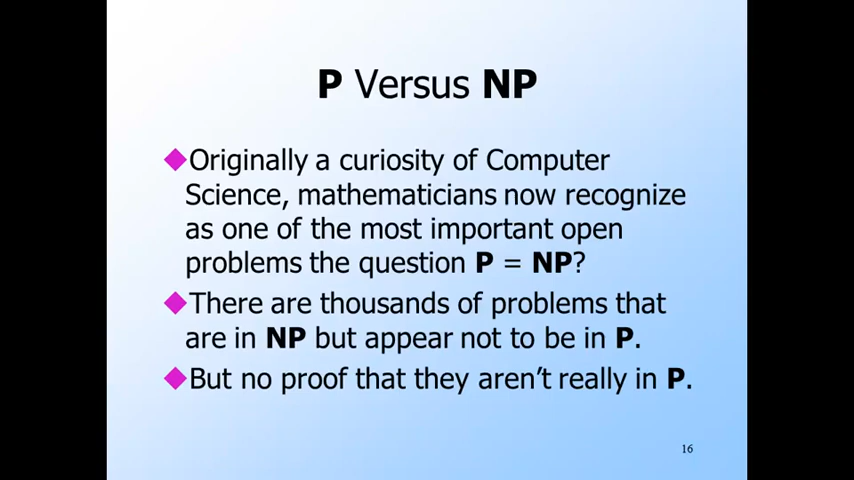 P Versus NP
Originally a curiosity of Computer
Science, mathematicians now recognize
as one of the most important open
problems the question P = NP?
There are thousands of problems that
are in NP but appear not to be in P.
But no proof that they aren’t really in P.
16